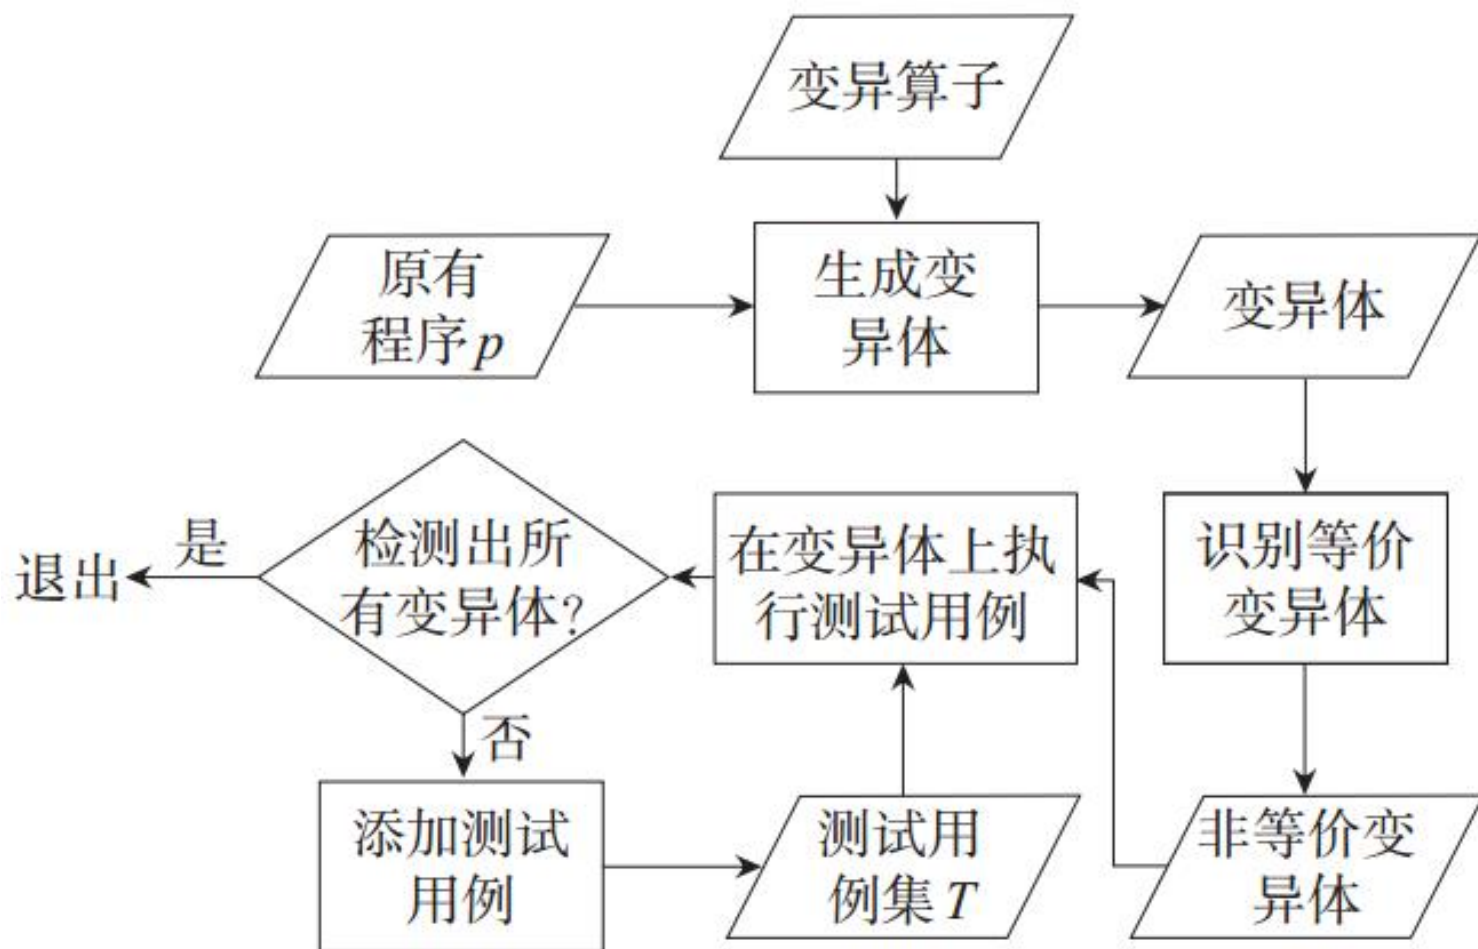 变异算子
原有
程序p
生成变
异体
变异体
检测出所
有变异体?
是
退出
在变异体上执
行测试用例
识别等价
变异体
否
添加测试
用例
测试用
例集T
非等价变
异体